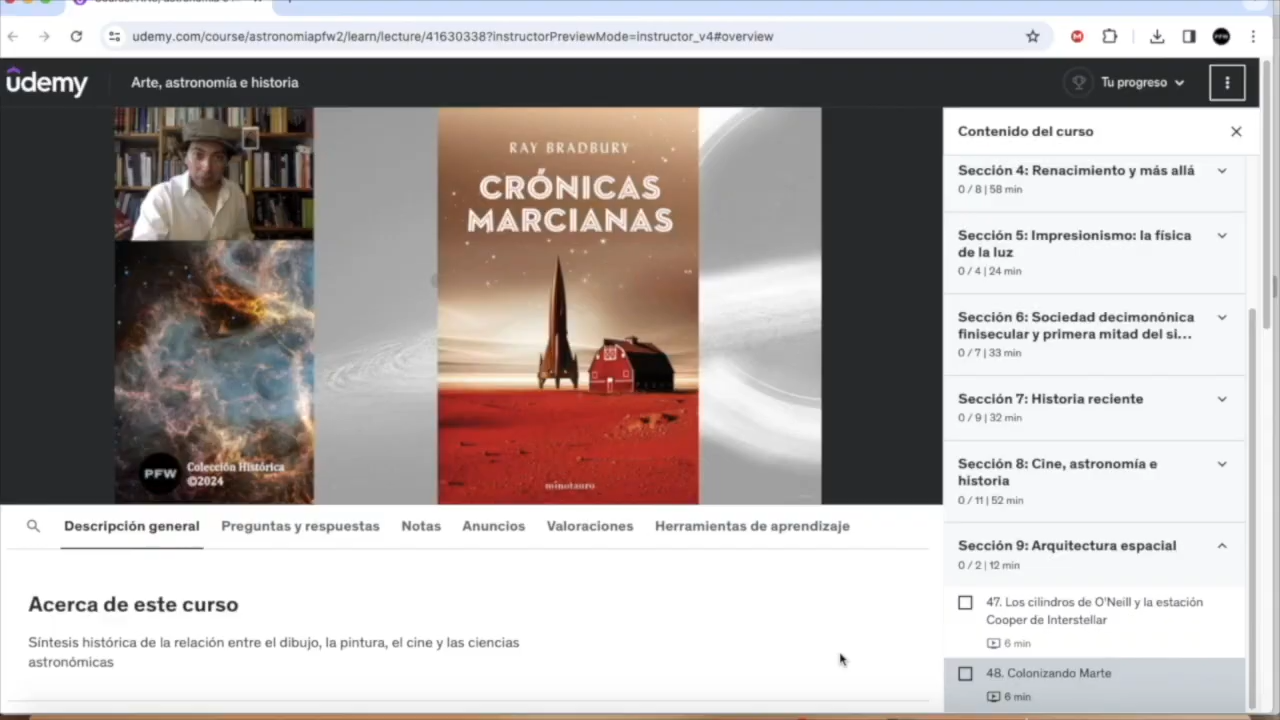 udemy.com/course/astronomiapfw2/learn/lecture/41630338?instructorPreviewMode=instructor_v4#overview
ûdemy
Arte, astronomía e historia
Tu progreso
RAY BRADBURY
CRÓNICAS
MARCIANAS
minotauro
PFW
Colección Histórica
©2024
Contenido del curso
Sección 4: Renacimiento y más allá
0 / 8 | 58 min
Sección 5: Impresionismo: la física
de la luz
0 / 4 | 24 min
Sección 6: Sociedad decimonónica
finisecular y primera mitad del si...
0 / 7 | 33 min
Sección 7: Historia reciente
0 / 9 | 32 min
Sección 8: Cine, astronomía e
historia
0 / 11 | 52 min
Sección 9: Arquitectura espacial
0 / 2 | 12 min
47. Los cilindros de O'Neill y la estación
Cooper de Interstellar
6 min
48. Colonizando Marte
6 min
Descripción general
Preguntas y respuestas
Notas
Anuncios
Valoraciones
Herramientas de aprendizaje
Acerca de este curso
Síntesis histórica de la relación entre el dibujo, la pintura, el cine y las ciencias
astronómicas